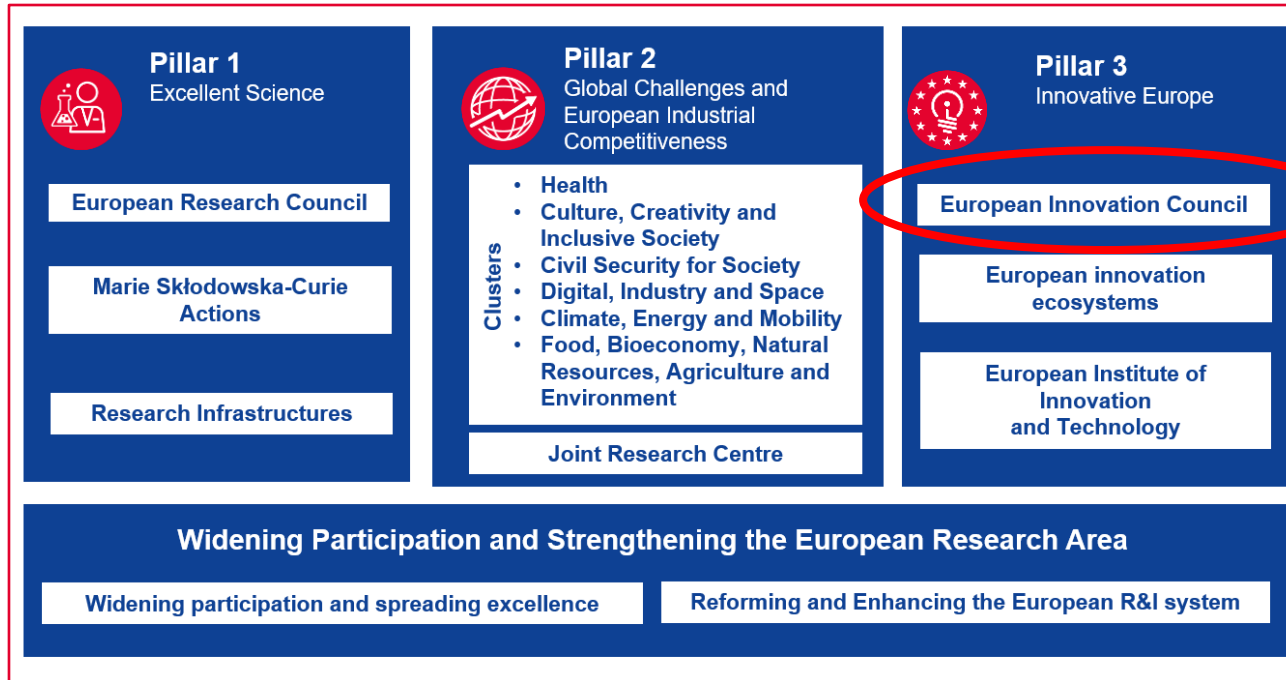 Pillar 1
Excellent Science
European Research Council
Marie Skłodowska-Curie
Actions
Research Infrastructures
Pillar 2
Global Challenges and
European Industrial
Competitiveness
Clusters
• Health
• Culture, Creativity and
Inclusive Society
• Civil Security for Society
• Digital, Industry and Space
• Climate, Energy and Mobility
• Food, Bioeconomy, Natural
Resources, Agriculture and
Environment
Joint Research Centre
Pillar 3
Innovative Europe
European Innovation Council
European innovation
ecosystems
European Institute of
Innovation
and Technology
Widening Participation and Strengthening the European Research Area
Widening participation and spreading excellence
Reforming and Enhancing the European R&I system